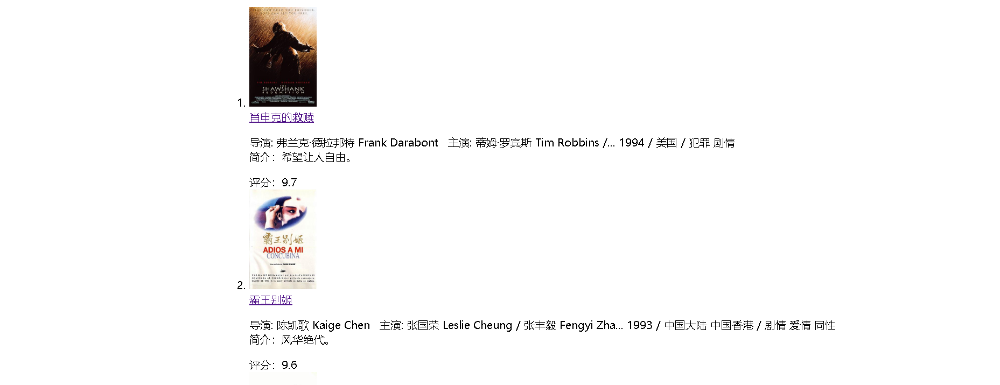 THE
SHAWSHANK
REDEMPTION
1.
肖申克的救赎
导演: 弗兰克·德拉邦特 Frank Darabont 主演: 蒂姆·罗宾斯 Tim Robbins /... 1994 / 美国 / 犯罪 剧情
简介：希望让人自由。
评分：9.7
霸王别姬
ADIOS A MI
CONCUBINA
2.
霸王别姬
导演: 陈凯歌 Kaige Chen 主演: 张国荣 Leslie Cheung / 张丰毅 Fengyi Zha... 1993 / 中国大陆 中国香港 / 剧情 爱情 同性
简介：风华绝代。
评分：9.6